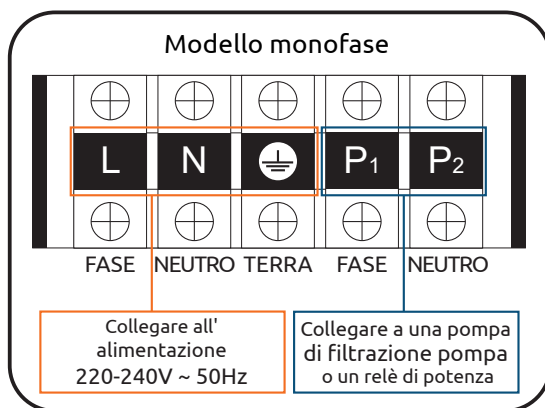 Modello monofase
L N P1 P2
FASE NEUTRO TERRA FASE NEUTRO
Collegare all'
alimentazione
220-240V ~ 50Hz
Collegare a una pompa
di filtrazione pompa
o un relè di potenza